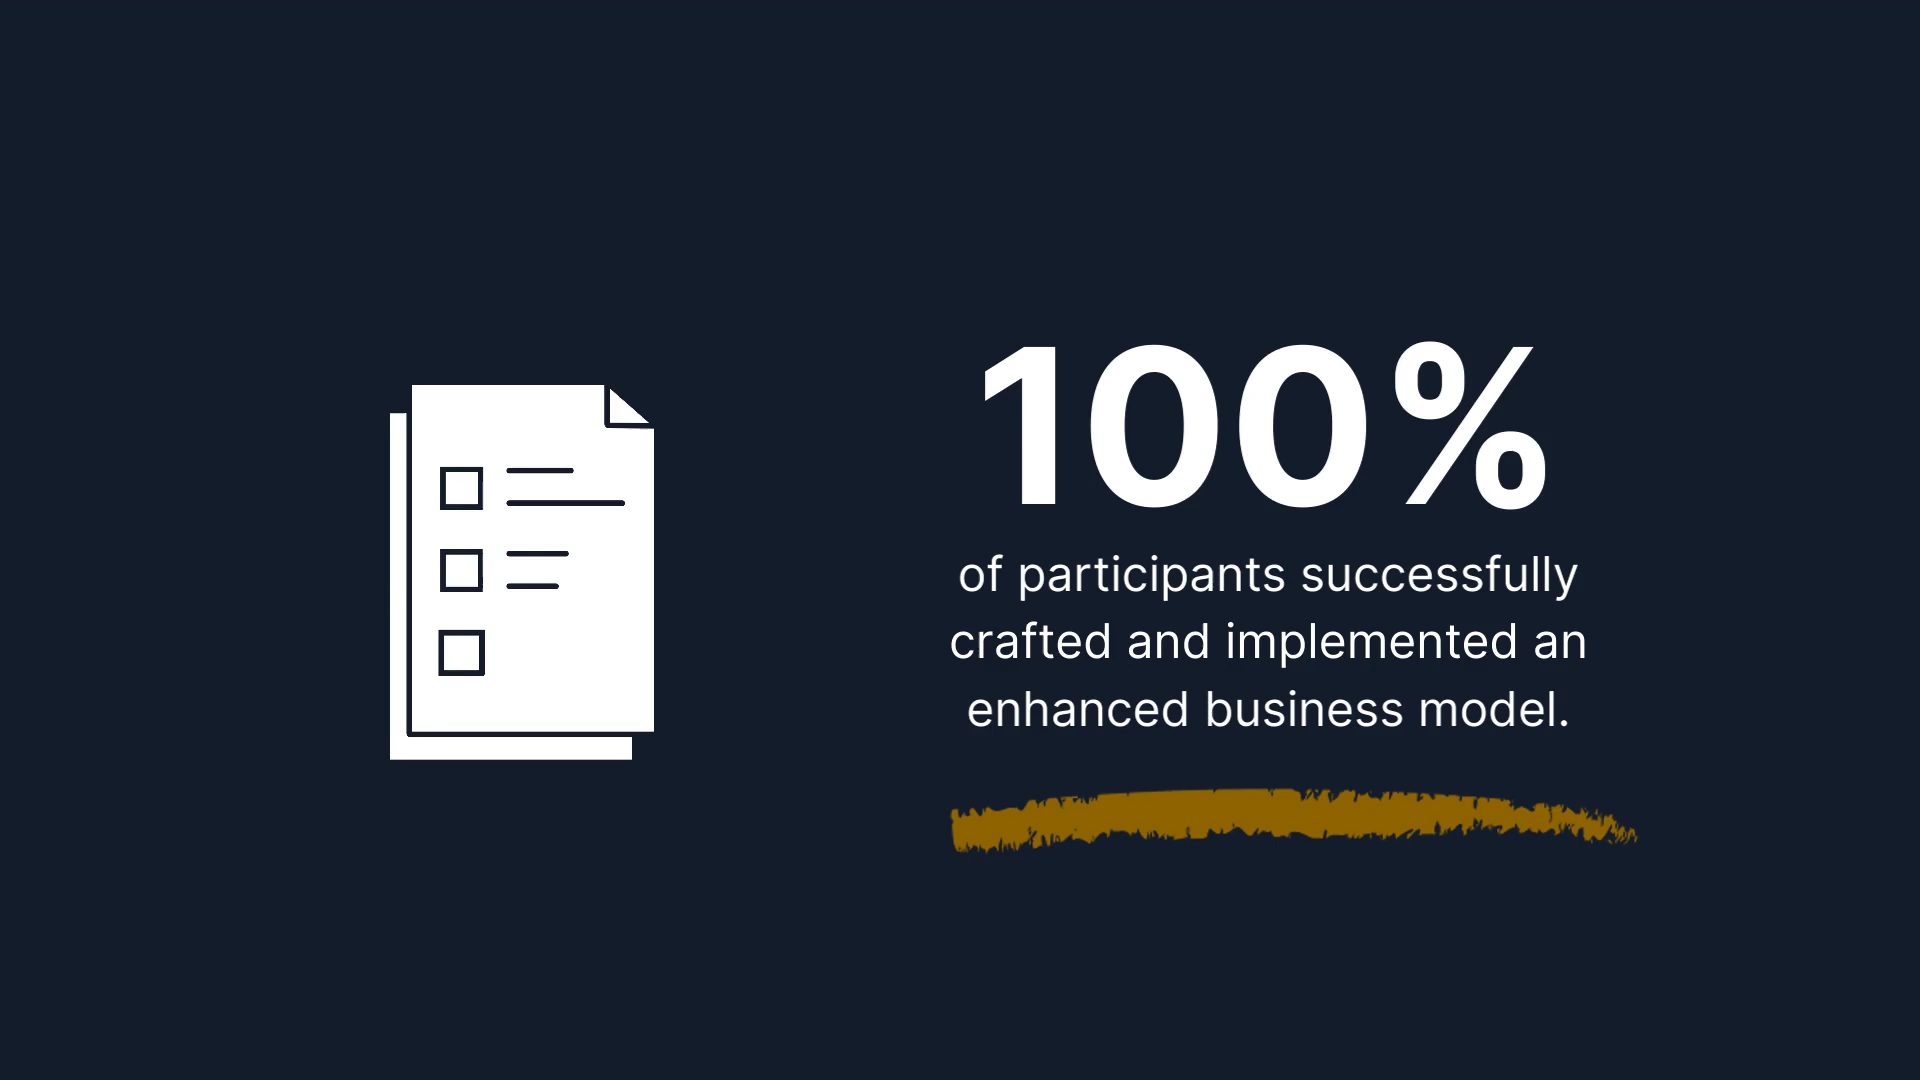 100%
of participants successfully
crafted and implemented an
enhanced business model.